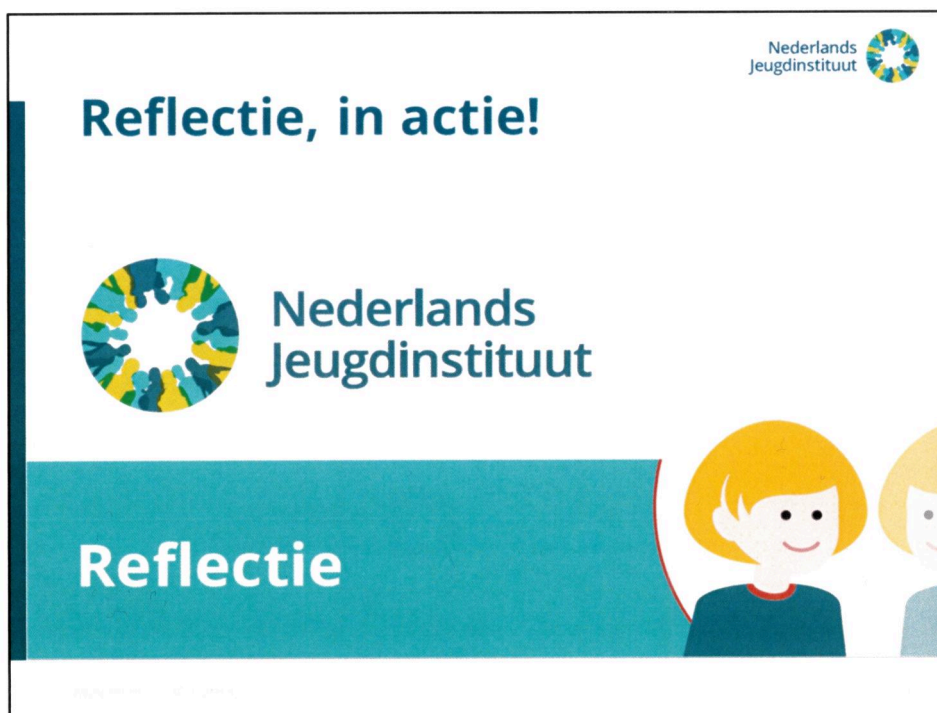 Nederlands
Jeugdinstituut
Reflectie, in actie!
Nederlands
Jeugdinstituut
Reflectie